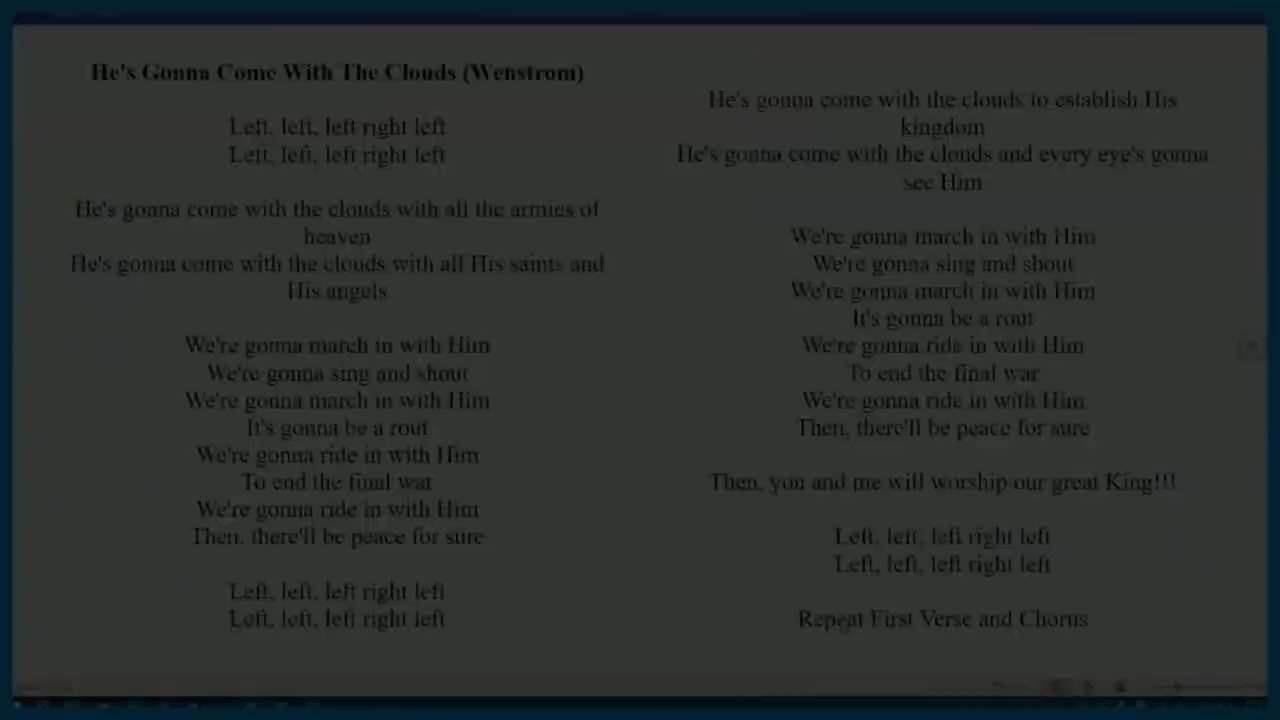 He's Gonna Come With The Clouds (Wenstrom)
Left, left, left right left
Left, left, left right left
He's gonna come with the clouds with all the armies of
heaven
He's gonna come with the clouds with all His saints and
His angels
We're gonna march in with Him
We're gonna sing and shout
We're gonna march in with Him
It's gonna be a rout
We're gonna ride in with Him
To end the final war
We're gonna ride in with Him
Then, there'll be peace for sure
Left, left, left right left
Left, left, left right left
He's gonna come with the clouds to establish His
kingdom
He's gonna come with the clouds and every eye's gonna
see Him
We're gonna march in with Him
We're gonna sing and shout
We're gonna march in with Him
It's gonna be a rout
We're gonna ride in with Him
To end the final war
We're gonna ride in with Him
Then, there'll be peace for sure
Then, you and me will worship our great King!!!
Left, left, left right left
Left, left, left right left
Repeat First Verse and Chorus